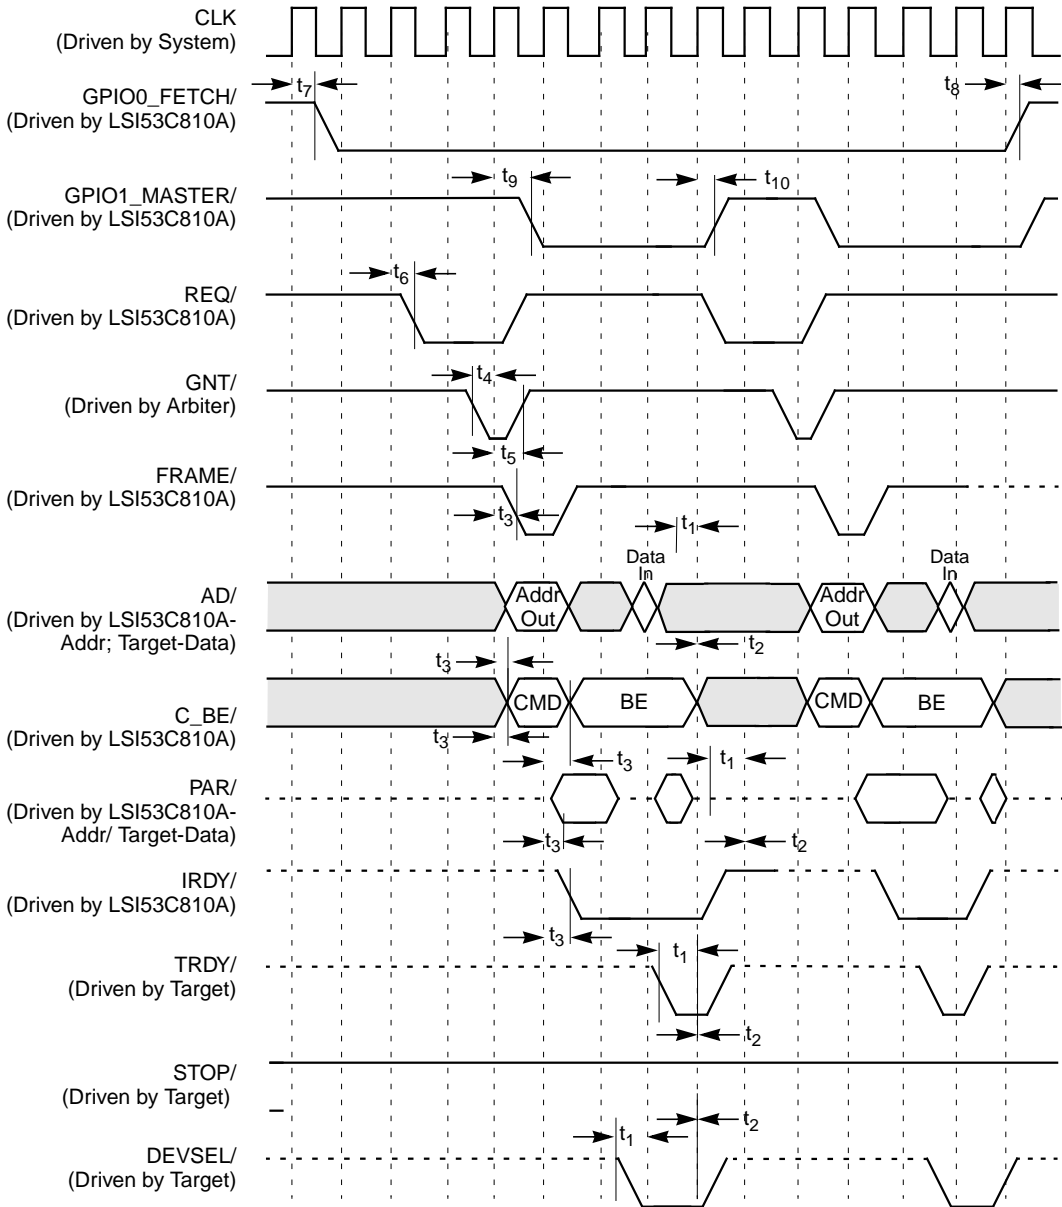 CLK
(Driven by System)
t7
t8
GPIO0_FETCH/
(Driven by LSI53C810A)
t9
t10
GPIO1_MASTER/
(Driven by LSI53C810A)
t6
REQ/
(Driven by LSI53C810A)
t4
GNT/
(Driven by Arbiter)
t5
FRAME/
(Driven by LSI53C810A)
t3
t1
Data
In
Data
In
AD/
(Driven by LSI53C810A-
Addr; Target-Data)
Addr
Out
Addr
Out
t2
t3
C_BE/
(Driven by LSI53C810A)
CMD
BE
CMD
BE
t3
t3
t1
PAR/
(Driven by LSI53C810A-
Addr/ Target-Data)
t3
t2
IRDY/
(Driven by LSI53C810A)
t3
t1
TRDY/
(Driven by Target)
t2
STOP/
(Driven by Target)
t2
t1
DEVSEL/
(Driven by Target)